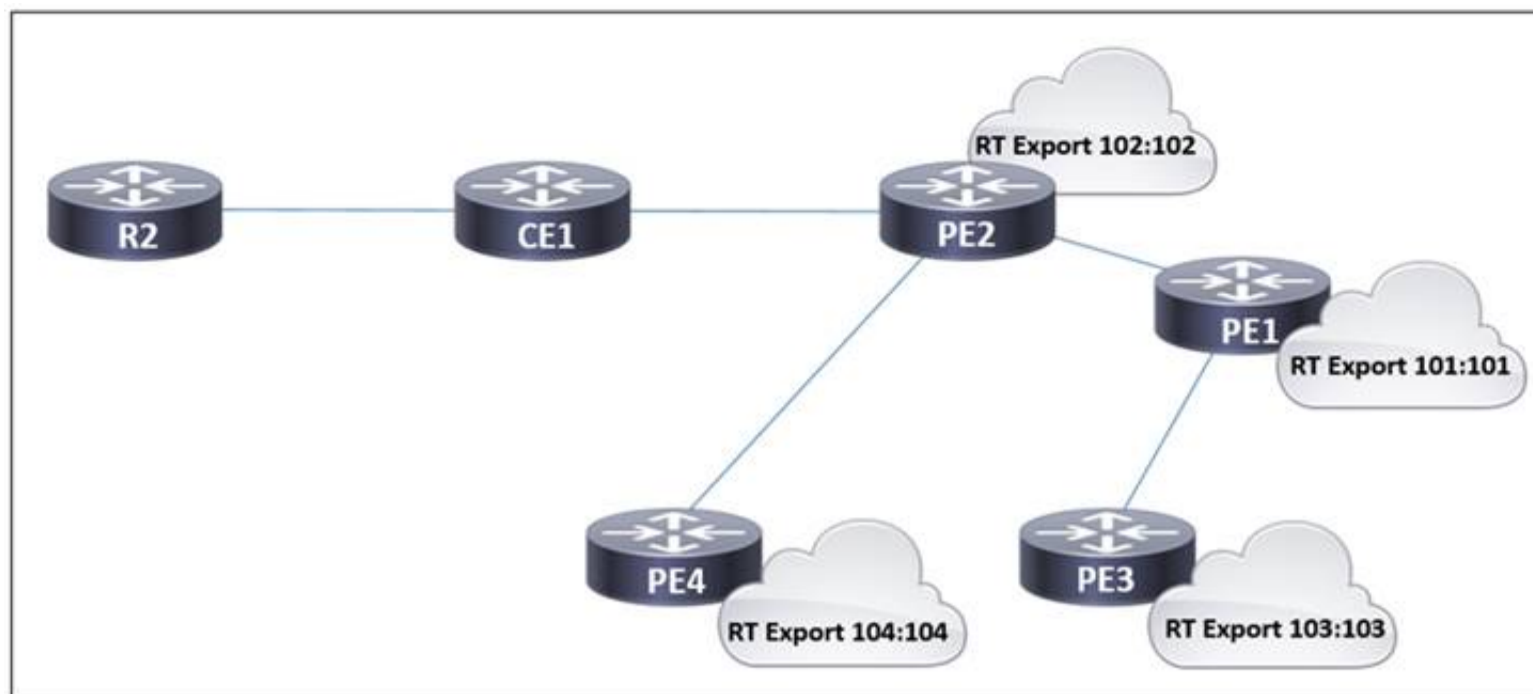 RT Export 102:102
R2
CE1
PE2
PE1
RT Export 101:101
PE4
RT Export 104:104
PE3
RT Export 103:103